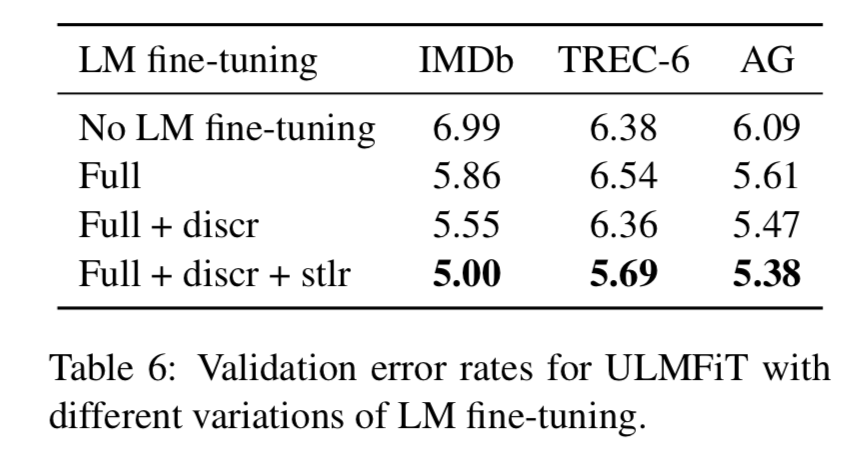 LM fine-tuning IMDb TREC-6 AG
No LM fine-tuning 6.99 6.38 6.09
Full 5.86 6.54 5.61
Full + discr 5.55 6.36 5.47
Full + discr + stlr 5.00 5.69 5.38
Table 6: Validation error rates for ULMFiT with
different variations of LM fine-tuning.